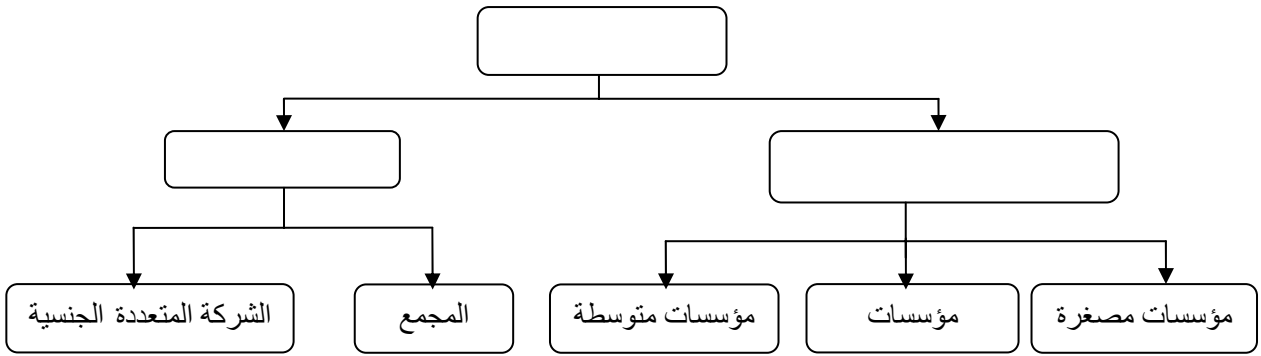 مؤسسات مصغرة
مؤسسات
مؤسسات متوسطة
المجمع
الشركة المتعددة الجنسية